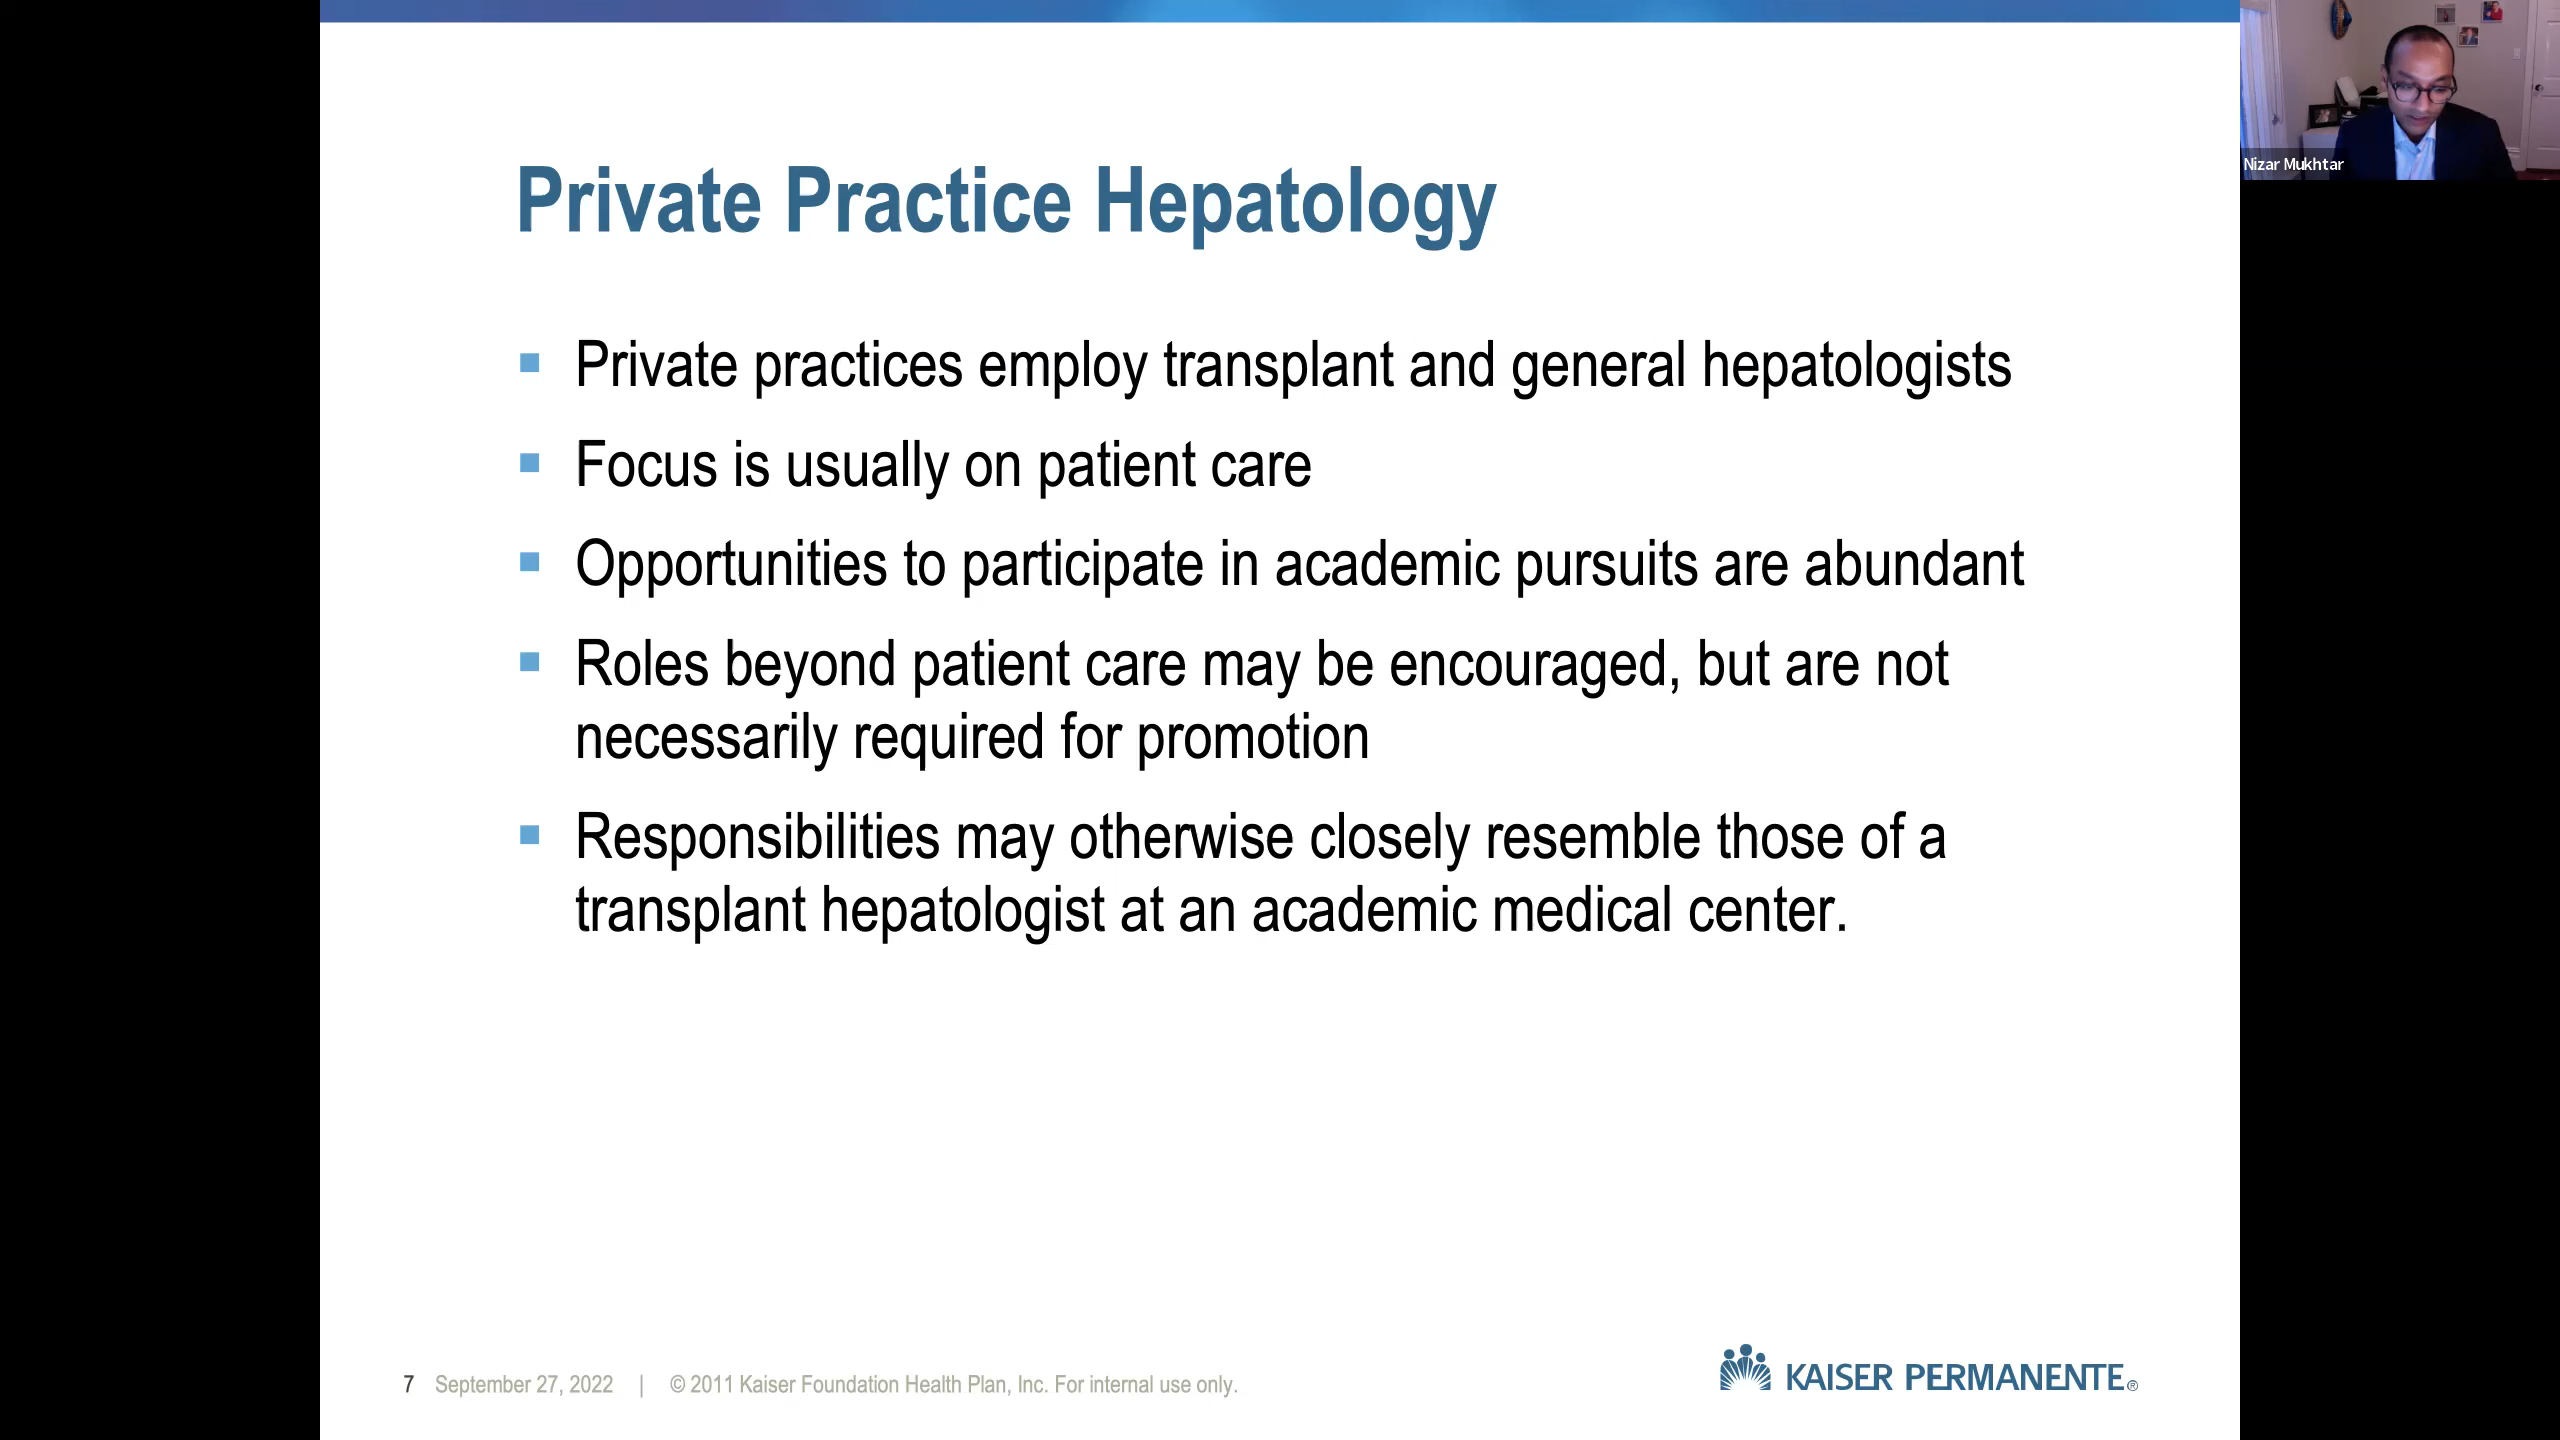 Private Practice Hepatology
Private practices employ transplant and general hepatologists
Focus is usually on patient care
Opportunities to participate in academic pursuits are abundant
Roles beyond patient care may be encouraged, but are not
necessarily required for promotion
Responsibilities may otherwise closely resemble those of a
transplant hepatologist at an academic medical center.
7 September 27, 2022 | © 2011 Kaiser Foundation Health Plan, Inc. For internal use only.
KAISER PERMANENTE®
Nizar Mukhtar